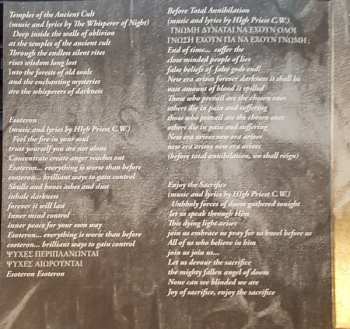 Temples of the Ancient Cult
(music and lyrics by The Whisperer of Night)
Deep inside the walls of oblivion
at the temples of the ancient cult
Through the endless silent rites
rises wisdom long lost
Into the forests of old souls
and the enchanting mysteries
are the whisperers of darkness
Esoteron
(music and lyrics by High Priest C.W.)
Feel the fire in your soul
trust yourself you are not alone
Concentrate create anger reaches out
Esoteron... everything is worse than before
esoteron... brilliant ways to gain control
Skulls and bones ashes and dust
inhale darkness
forever it will last
Inner mind control
inner peace for your own way
Esoteron... everything is worse than before
esoteron... brilliant ways to gain control
ΨΥΧΕΣ ΠΕΡΙΠΛΑΝΩΝΤΑΙ
ΨΥΧΕΣ ΑΙΩΡΟΥΝΤΑΙ
Esoteron Esoteron
Before Total Annihilation
(music and lyrics by High Priest C.W.)
ΓΝΩΜΗ ΔΥΝΑΤΑΙ ΝΑ ΕΧΟΥΝ ΟΛΟΙ
ΓΝΩΣΗ ΕΧΟΥΝ ΓΙΑ ΝΑ ΕΧΟΥΝ ΓΝΩΜΗ
End of time... suffer the
close minded people of lies
false beliefs of false gods end!
New era arises forever darkness it shall be
vast amount of blood is spilled
Those who prevail are the chosen ones
others die in pain and suffering
those who prevail are the chosen ones
others die in pain and suffering
New era arises new era arises
new era arises new era arises
(before total annihilation, we shall reign)
Enjoy the Sacrifice
(music and lyrics by High Priest C.W.)
Unholy forces of doom gathered tonight
let us speak through Him
This dying light arises
join us embrace us pray for us kneel before us
All of us who believe in him
join us join us...
Let us devour the sacrifice
the mighty fallen angel of doom
None can we blinded we are
Joy of sacrifice, enjoy the sacrifice